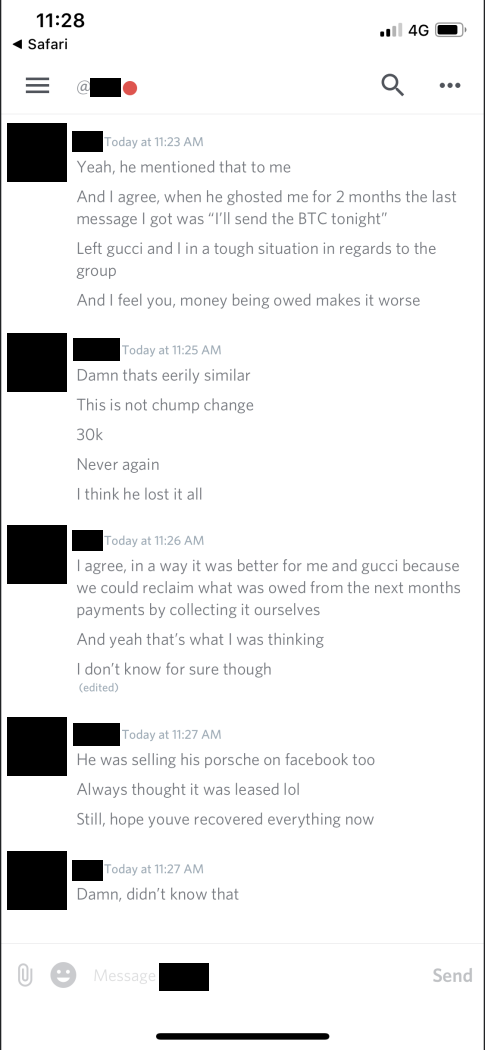 11:28
4G
◀ Safari
@
Today at 11:23 AM
Yeah, he mentioned that to me
And I agree, when he ghosted me for 2 months the last
message I got was “I’ll send the BTC tonight”
Left gucci and I in a tough situation in regards to the
group
And I feel you, money being owed makes it worse
Today at 11:25 AM
Damn thats eerily similar
This is not chump change
30k
Never again
I think he lost it all
Today at 11:26 AM
I agree, in a way it was better for me and gucci because
we could reclaim what was owed from the next months
payments by collecting it ourselves
And yeah that’s what I was thinking
I don’t know for sure though
(edited)
Today at 11:27 AM
He was selling his porsche on facebook too
Always thought it was leased lol
Still, hope youve recovered everything now
Today at 11:27 AM
Damn, didn’t know that
Message
Send